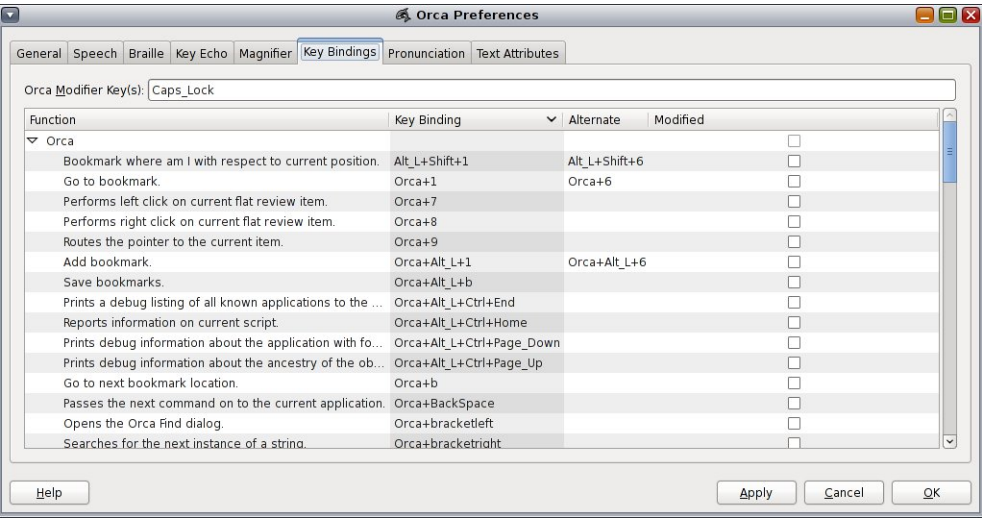 Orca Preferences
General Speech Braille Key Echo Magnifier Key Bindings Pronunciation Text Attributes
Orca Modifier Key(s): Caps_Lock
Function Key Binding Alternate Modified
Orca
Bookmark where am I with respect to current position. Alt_L+Shift+1 Alt_L+Shift+6
Go to bookmark. Orca+1 Orca+6
Performs left click on current flat review item. Orca+7
Performs right click on current flat review item. Orca+8
Routes the pointer to the current item. Orca+9
Add bookmark. Orca+Alt_L+1 Orca+Alt_L+6
Save bookmarks. Orca+Alt_L+b
Prints a debug listing of all known applications to the ... Orca+Alt_L+Ctrl+End
Reports information on current script. Orca+Alt_L+Ctrl+Home
Prints debug information about the application with fo... Orca+Alt_L+Ctrl+Page_Down
Prints debug information about the ancestry of the ob... Orca+Alt_L+Ctrl+Page_Up
Go to next bookmark location. Orca+b
Passes the next command on to the current application. Orca+BackSpace
Opens the Orca Find dialog. Orca+bracketleft
Searches for the next instance of a string. Orca+bracketright
Help Apply Cancel OK